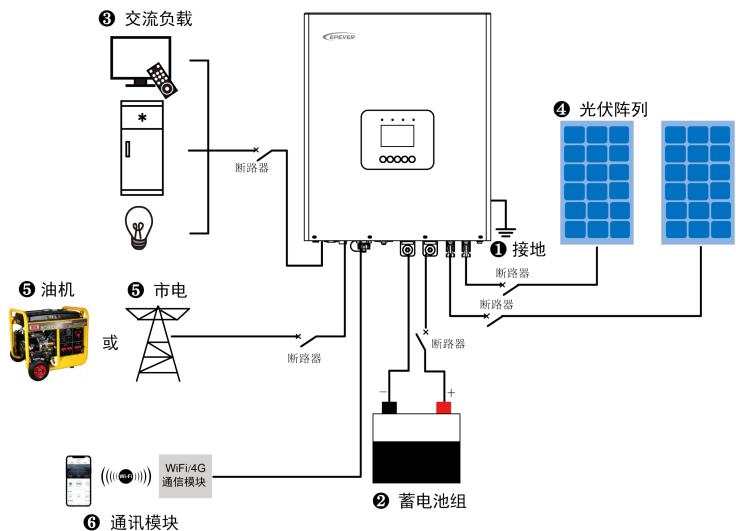 ❸ 交流负载
EPEVER
❹ 光伏阵列
断路器
❶ 接地
断路器
断路器
❺ 油机
❺ 市电
或
断路器
断路器
－
＋
Wi-Fi
WiFi/4G
通信模块
❷ 蓄电池组
❻ 通讯模块